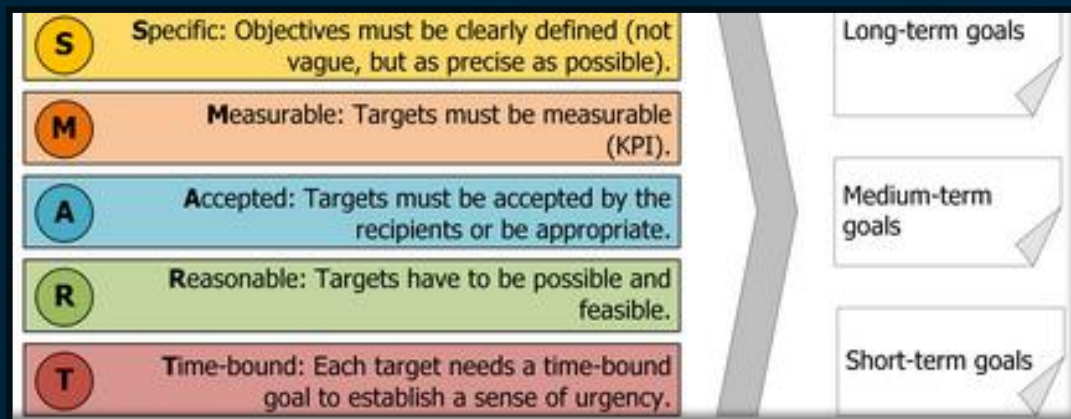 S
Specific: Objectives must be clearly defined (not
vague, but as precise as possible).
M
Measurable: Targets must be measurable
(KPI).
A
Accepted: Targets must be accepted by the
recipients or be appropriate.
R
Reasonable: Targets have to be possible and
feasible.
T
Time-bound: Each target needs a time-bound
goal to establish a sense of urgency.
Long-term goals
Medium-term
goals
Short-term goals